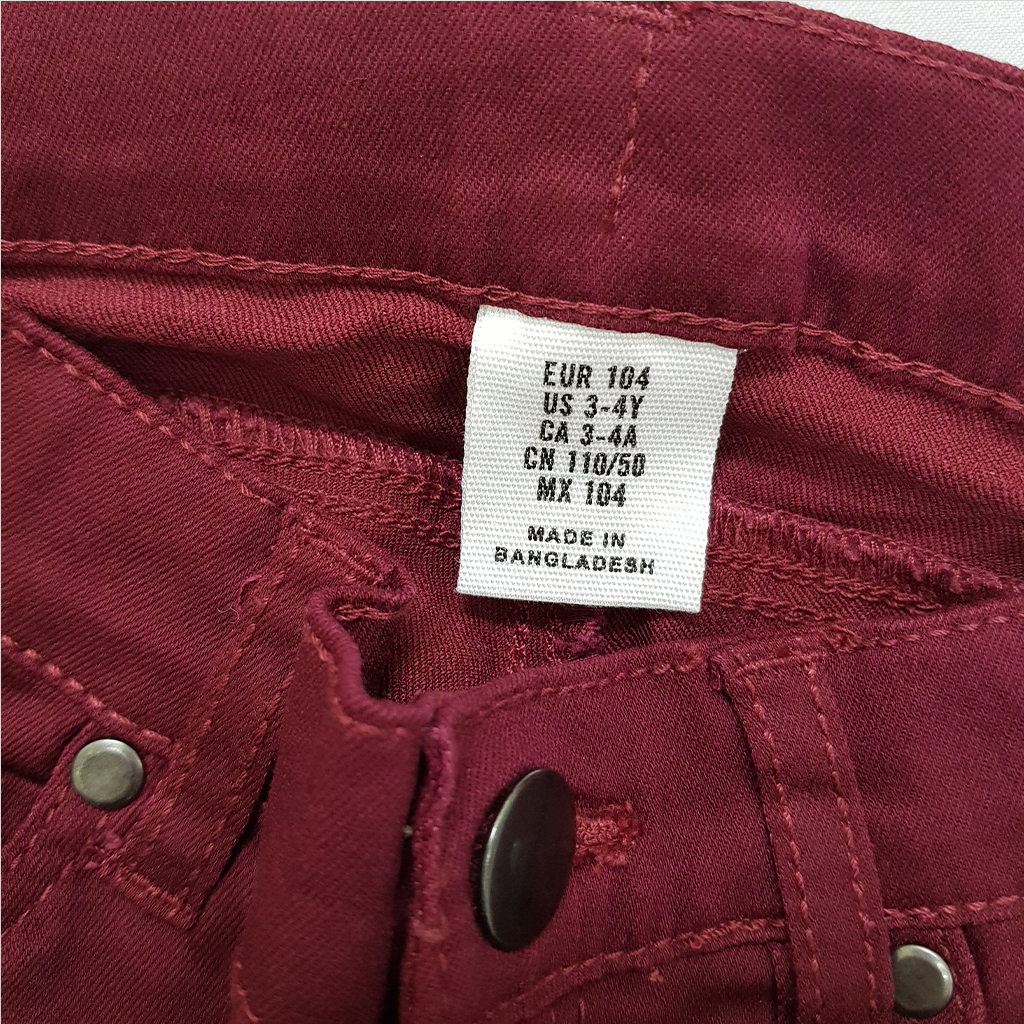 EUR 104
US 3-4Y
CA 3-4A
CN 110/50
MX 104
MADE IN
BANGLADESH